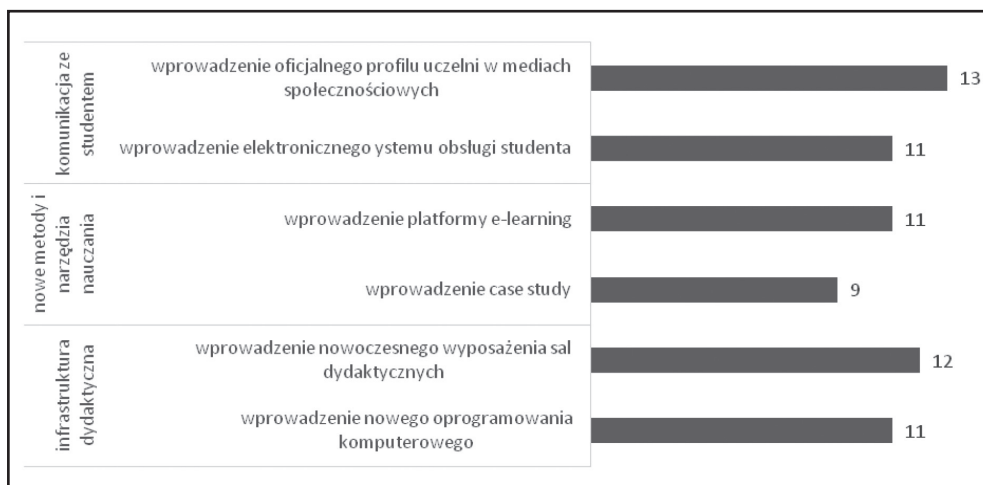 komunikacja ze
studentem
wprowadzenie oficjalnego profilu uczelni w mediach
społecznościowych
13
wprowadzenie elektronicznego ystemu obsługi studenta
11
nowe metody i
narzędzia
nauczania
wprowadzenie platformy e-learning
11
wprowadzenie case study
9
infrastruktura
dydaktyczna
wprowadzenie nowoczesnego wyposażenia sal
dydaktycznych
12
wprowadzenie nowego oprogramowania
komputerowego
11